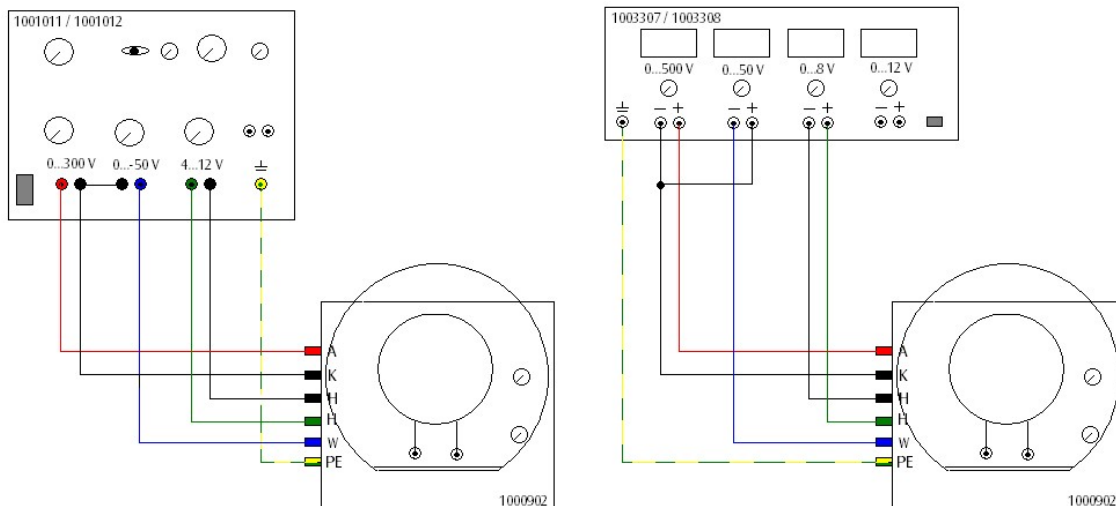 1001011 / 1001012
0...300 V 0...-50 V 4...12 V
A
K
H
H
W
PE
1000902
1003307 / 1003308
0...500 V 0...50 V 0...8 V 0...12 V
− + − + − + − +
A
K
H
H
W
PE
1000902